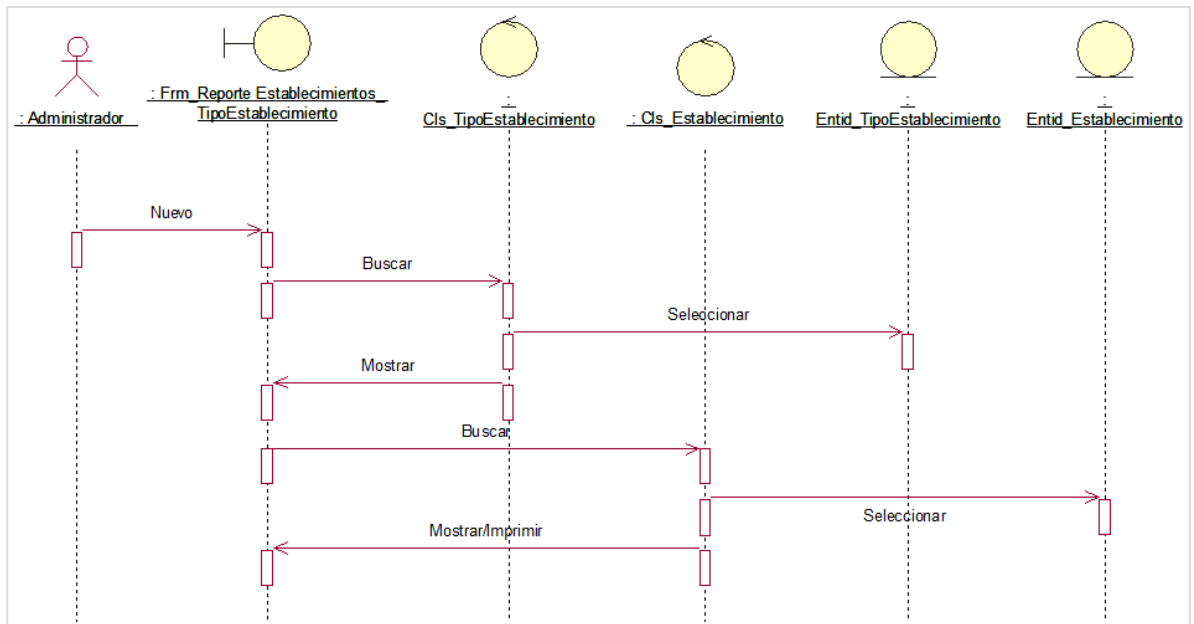 : Administrador
: Frm_Reporte Establecimientos_
TipoEstablecimiento
:
Cls_TipoEstablecimiento
: Cls_Establecimiento
:
Entid_TipoEstablecimiento
:
Entid_Establecimiento
Nuevo
Buscar
Seleccionar
Mostrar
Buscar
Seleccionar
Mostrar/Imprimir